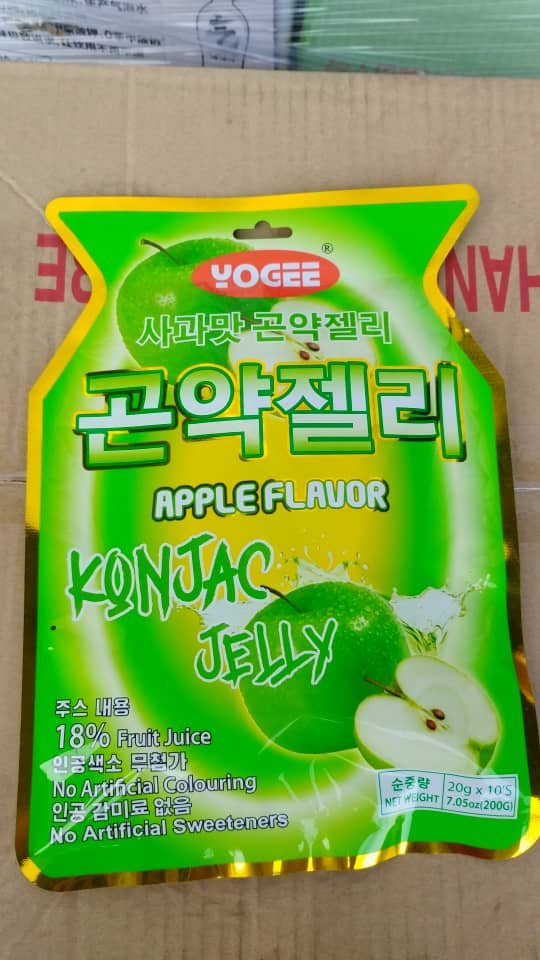 YOGEE
®
사과맛 곤약젤리
곤약젤리
APPLE FLAVOR
KONJAC
JELLY
주스 내용
18% Fruit Juice
인공색소 무첨가
No Artificial Colouring
인공 감미료 없음
No Artificial Sweeteners
순중량 20g x 10'S
NET WEIGHT 7.05oz(200G)